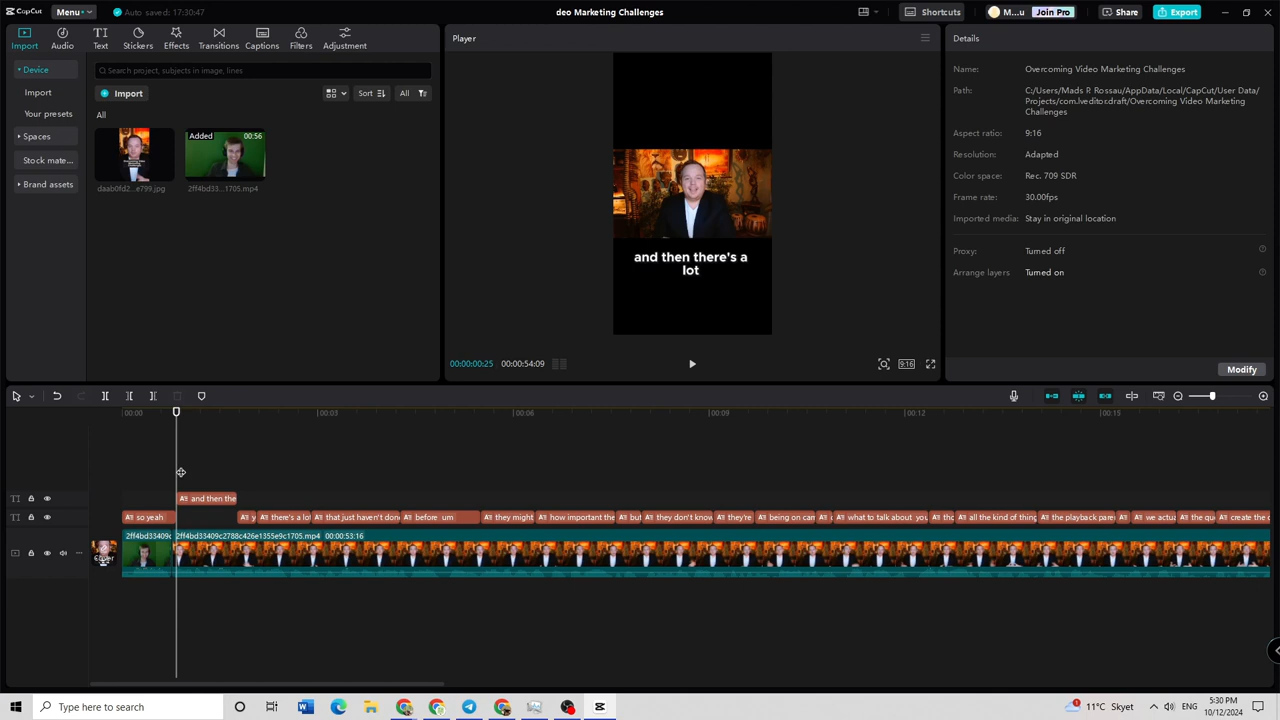 CapCut
Menu
Auto saved: 17:30:47
deo Marketing Challenges
Shortcuts
M...u
Join Pro
Share
Export
Import
Audio
Text
Stickers
Effects
Transitions
Captions
Filters
Adjustment
Player
Details
Device
Import
Your presets
Spaces
Stock mate...
Brand assets
Search project, subjects in image, lines
Import
Sort
All
All
Added
00:56
daab0fd2...e799.jpg
2ff4bd33...1705.mp4
and then there's a
lot
00:00:00:25
00:00:54:09
9:16
Name:
Overcoming Video Marketing Challenges
Path:
C:/Users/Mads R Rossau/AppData/Local/CapCut/User Data/
Projects/com.lveditor.draft/Overcoming Video Marketing
Challenges
Aspect ratio:
9:16
Resolution:
Adapted
Color space:
Rec. 709 SDR
Frame rate:
30.00fps
Imported media:
Stay in original location
Proxy:
Turned off
Arrange layers
Turned on
Modify
00:00
00:03
00:06
00:09
00:12
00:15
and then the
so yeah
y
there's a lot
that just haven't done
before um
they might
how important the
but
they don't know
they're
being on cam
what to talk about you
tho
all the kind of thing
the playback pare
we actua
the qu
create the c
2ff4bd33409c
2ff4bd33409c2788c426e1355e9c1705.mp4 00:00:53:16
Cover
Type here to search
11°C Skyet
ENG
5:30 PM
10/12/2024